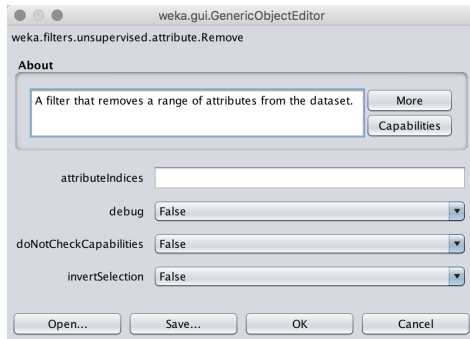 weka.gui.GenericObjectEditor
weka.filters.unsupervised.attribute.Remove
About
A filter that removes a range of attributes from the dataset.
More
Capabilities
attributeIndices
debug False
doNotCheckCapabilities False
invertSelection False
Open... Save... OK Cancel